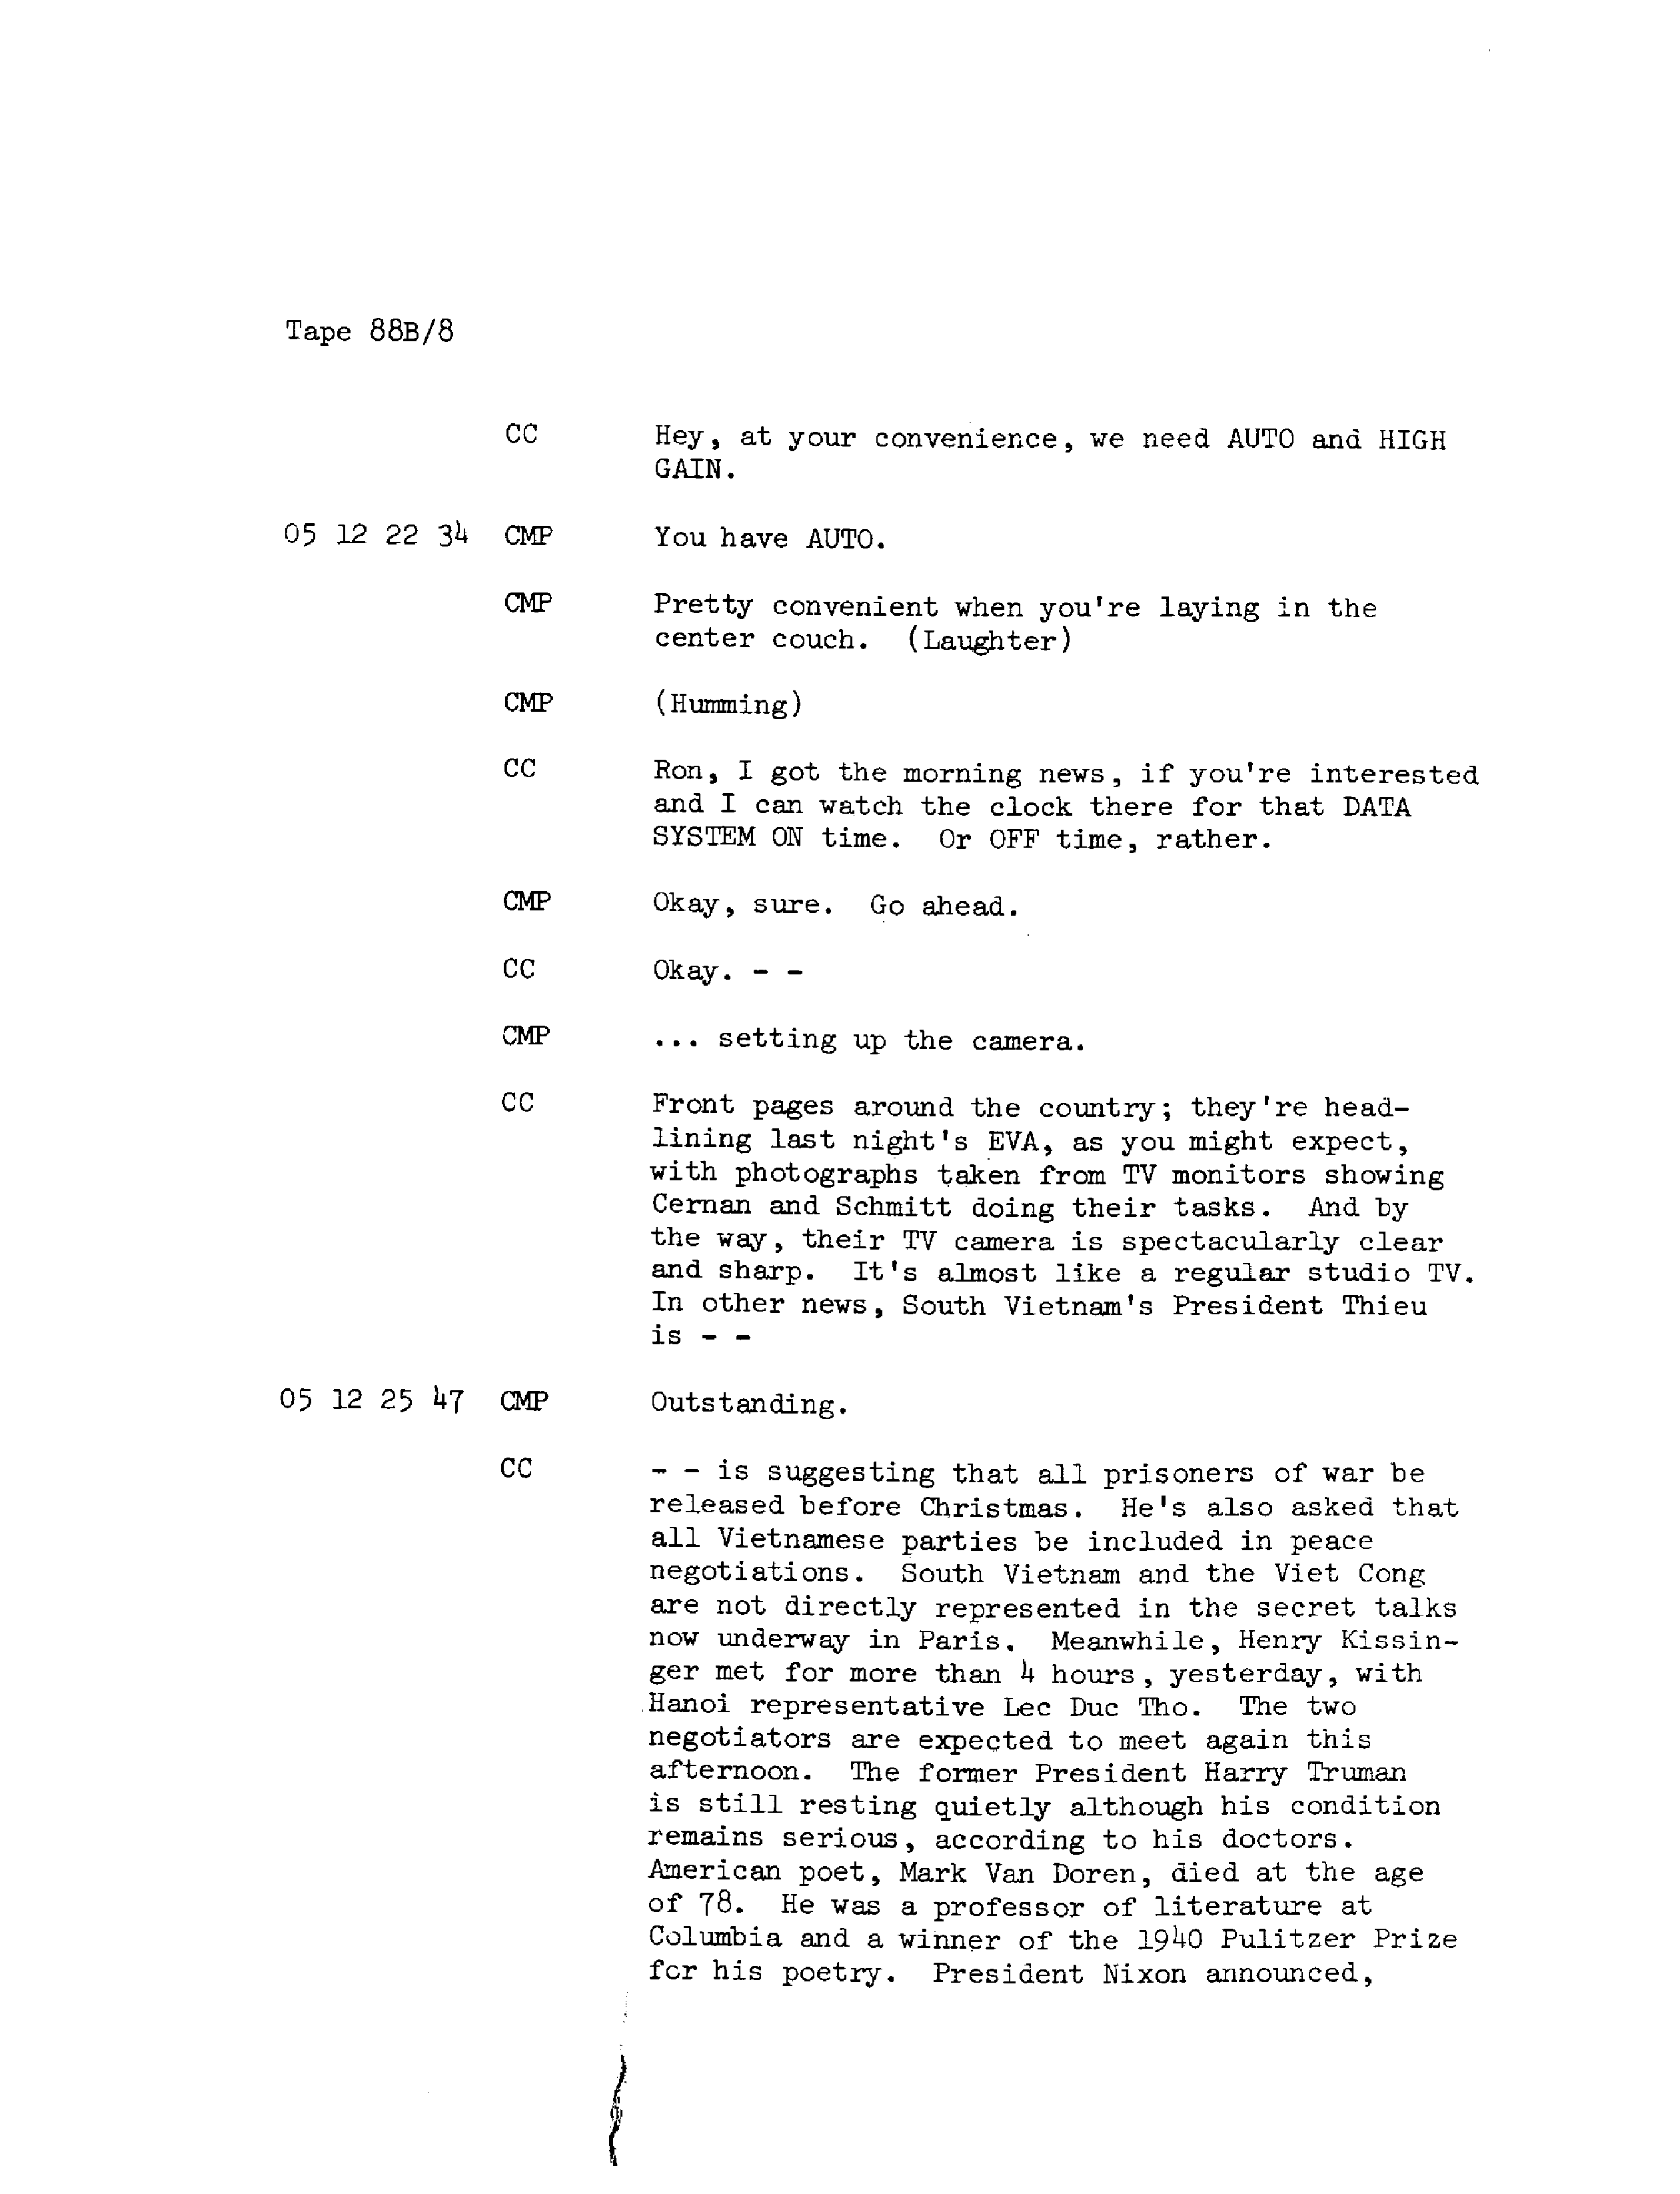 Tape 88B/8
CC Hey, at your convenience, we need AUTO and HIGH
GAIN.
05 12 22 34 CMP You have AUTO.
CMP Pretty convenient when you're laying in the
center couch. (Laughter)
CMP (Humming)
CC Ron, I got the morning news, if you're interested
and I can watch the clock there for that DATA
SYSTEM ON time. Or OFF time, rather.
CMP Okay, sure. Go ahead.
CC Okay. - -
CMP ... setting up the camera.
CC Front pages around the country; they're head-
lining last night's EVA, as you might expect,
with photographs taken from TV monitors showing
Cernan and Schmitt doing their tasks. And by
the way, their TV camera is spectacularly clear
and sharp. It's almost like a regular studio TV.
In other news, South Vietnam's President Thieu
is - -
05 12 25 47 CMP Outstanding.
CC - - is suggesting that all prisoners of war be
released before Christmas. He's also asked that
all Vietnamese parties be included in peace
negotiations. South Vietnam and the Viet Cong
are not directly represented in the secret talks
now underway in Paris. Meanwhile, Henry Kissin-
ger met for more than 4 hours, yesterday, with
Hanoi representative Lec Duc Tho. The two
negotiators are expected to meet again this
afternoon. The former President Harry Truman
is still resting quietly although his condition
remains serious, according to his doctors.
American poet, Mark Van Doren, died at the age
of 78. He was a professor of literature at
Columbia and a winner of the 1940 Pulitzer Prize
for his poetry. President Nixon announced,